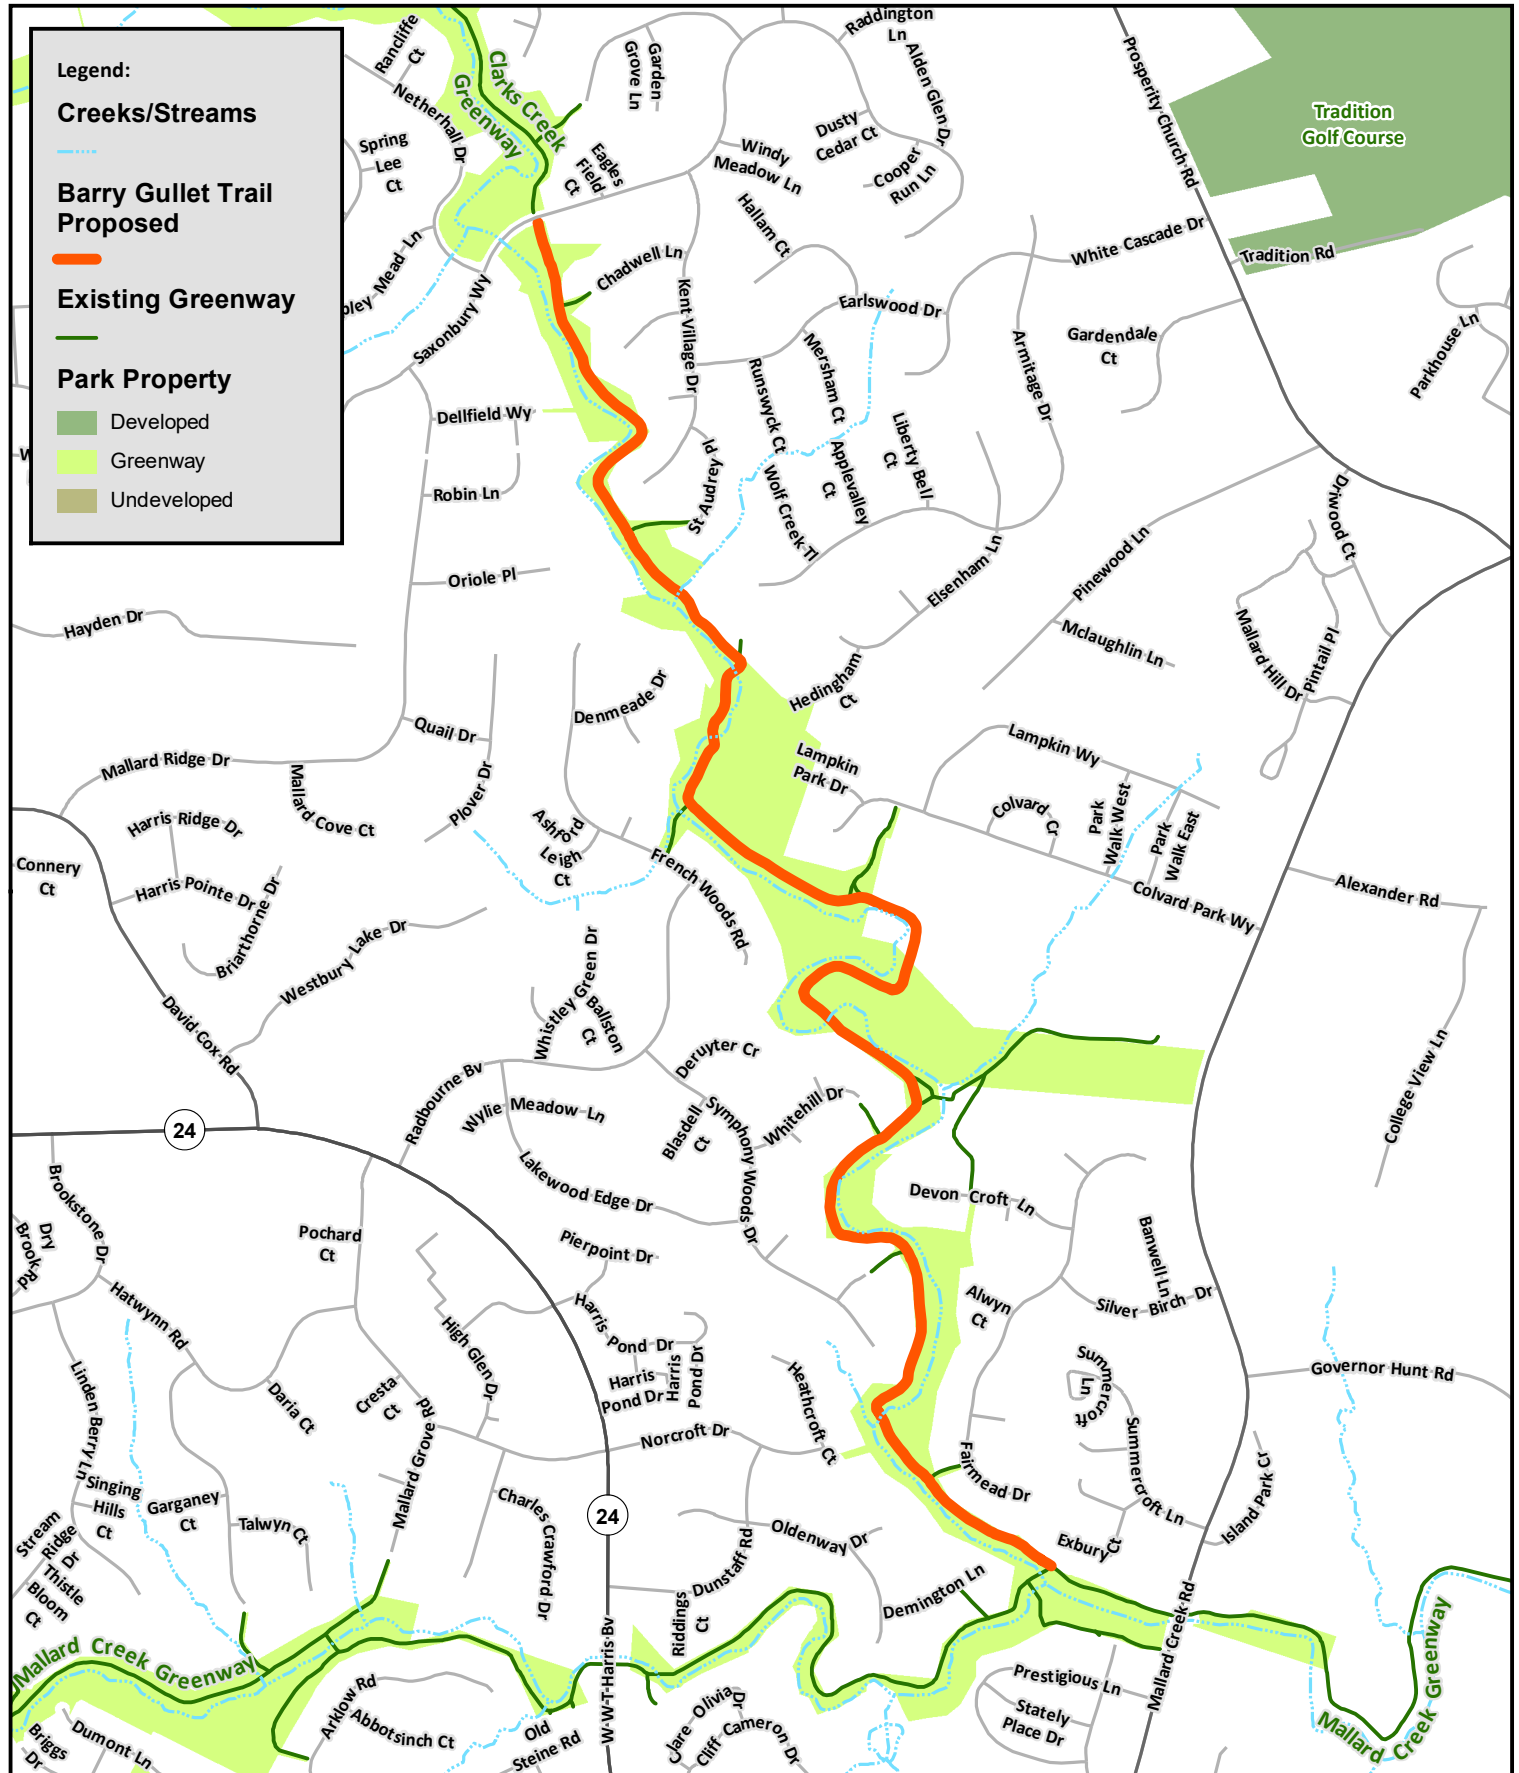 Legend:
Creeks/Streams
Barry Gullet Trail
Proposed
Existing Greenway
Park Property
Developed
Greenway
Undeveloped
Rancliffe
Ct
Netherhall Dr
Spring
Lee
Ct
Clarks Creek
Greenway
Garden
Grove Ln
Raddington
Ln
Alden Glen Dr
Dusty
Cedar Ct
Windy
Meadow Ln
Cooper
Run Ln
Eagles
Field
Ct
Hallam Ct
Prosperity Church Rd
Tradition
Golf Course
White Cascade Dr
Tradition Rd
Mead Ln
Saxonbury Wy
Chadwell Ln
Kent Village Dr
Earlswood Dr
Armitage Dr
Gardendale
Ct
Parkhouse Ln
Mersham Ct
Runswyck Ct
Dellfield Wy
Robin Ln
St Audrey
Wolf Creek Tl
Applevalley
Ct
Liberty Bell
Ct
Driwood Ct
Oriole Pl
Elsenham Ln
Pinewood Ln
Hayden Dr
Mclaughlin Ln
Mallard Hill Dr
Pintail Pl
Denmeade Dr
Hedingham
Ct
Quail Dr
Mallard Ridge Dr
Mallard Cove Ct
Plover Dr
Lampkin
Park Dr
Lampkin Wy
Harris Ridge Dr
Ashford
Leigh
Ct
Colvard
Cr
Park
Walk West
Park
Walk East
Connery
Ct
Harris Pointe Dr
Briarthorne Dr
French Woods Rd
Colvard Park Wy
Alexander Rd
Westbury Lake Dr
Whistley Green Dr
Ballston
Ct
David Cox Rd
Deruyter Cr
College View Ln
Radbourne Bv
24
Wylie Meadow Ln
Blasdell
Ct
Symphony Woods Dr
Whitehill Dr
Brookstone Dr
Dry
Brook Rd
Lakewood Edge Dr
Devon Croft Ln
Pochard
Ct
Pierpoint Dr
Banwell Ln
Silver Birch Dr
Hatwynn Rd
Alwyn
Ct
High Glen Dr
Harris
Pond Dr
Harris
Pond Dr
Harris
Pond Dr
Summercroft
Ln
Governor Hunt Rd
Linden Berry Ln
Daria Ct
Cresta
Ct
Mallard Grove Rd
Heathcroft Ct
Norcroft Dr
Fairmead Dr
Summercroft Ln
Island Park Cr
Singing
Hills
Ct
Garganey
Ct
Talwyn Ct
Charles Crawford Dr
24
Oldenway Dr
Exbury Ct
Stream
Ridge
Dr
Thistle
Bloom
Ct
Dunstaff Rd
Riddings
Ct
Demington Ln
Mallard Creek Rd
Mallard Creek Greenway
W W T Harris Bv
Arklow Rd
Abbotsinch Ct
Old
Steine Rd
Briggs
Dr
Dumont Ln
Clare Olivia
Dr
Cliff Cameron Dr
Prestigious Ln
Stately
Place Dr
Mallard Creek Greenway